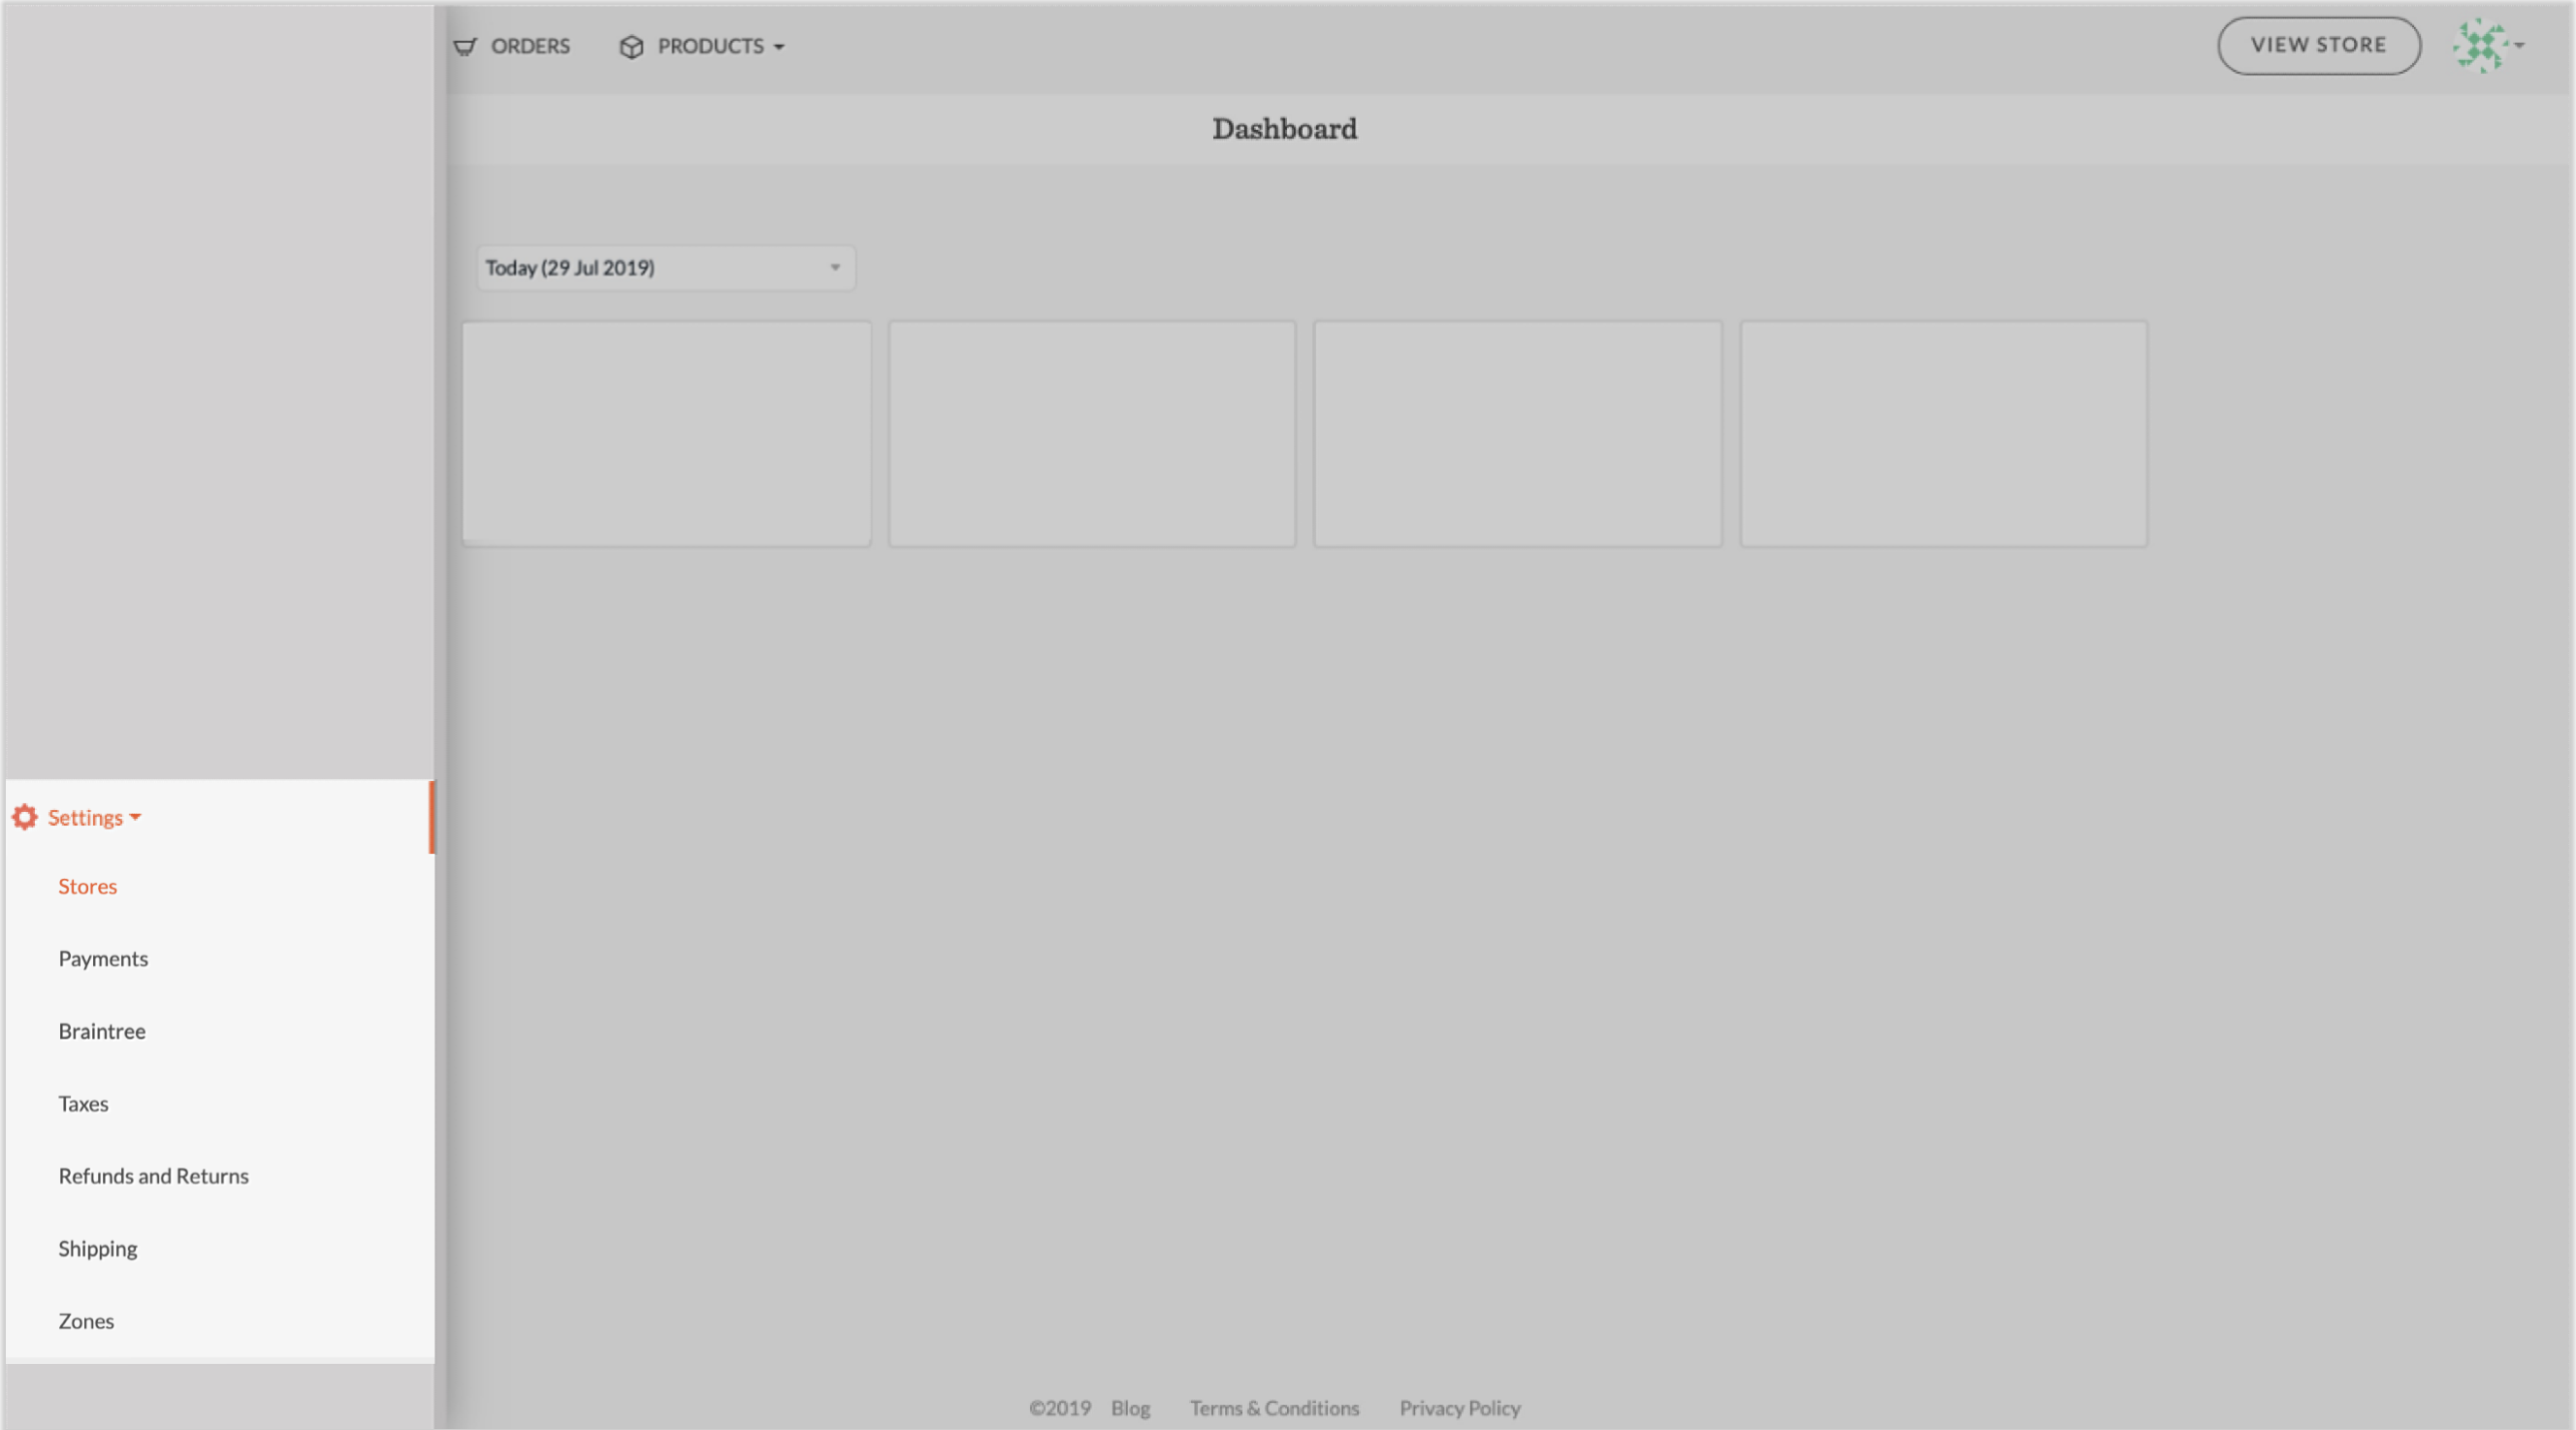 ORDERS PRODUCTS VIEW STORE
Dashboard
Today (29 Jul 2019)
Settings
Stores
Payments
Braintree
Taxes
Refunds and Returns
Shipping
Zones
©2019 Blog Terms & Conditions Privacy Policy